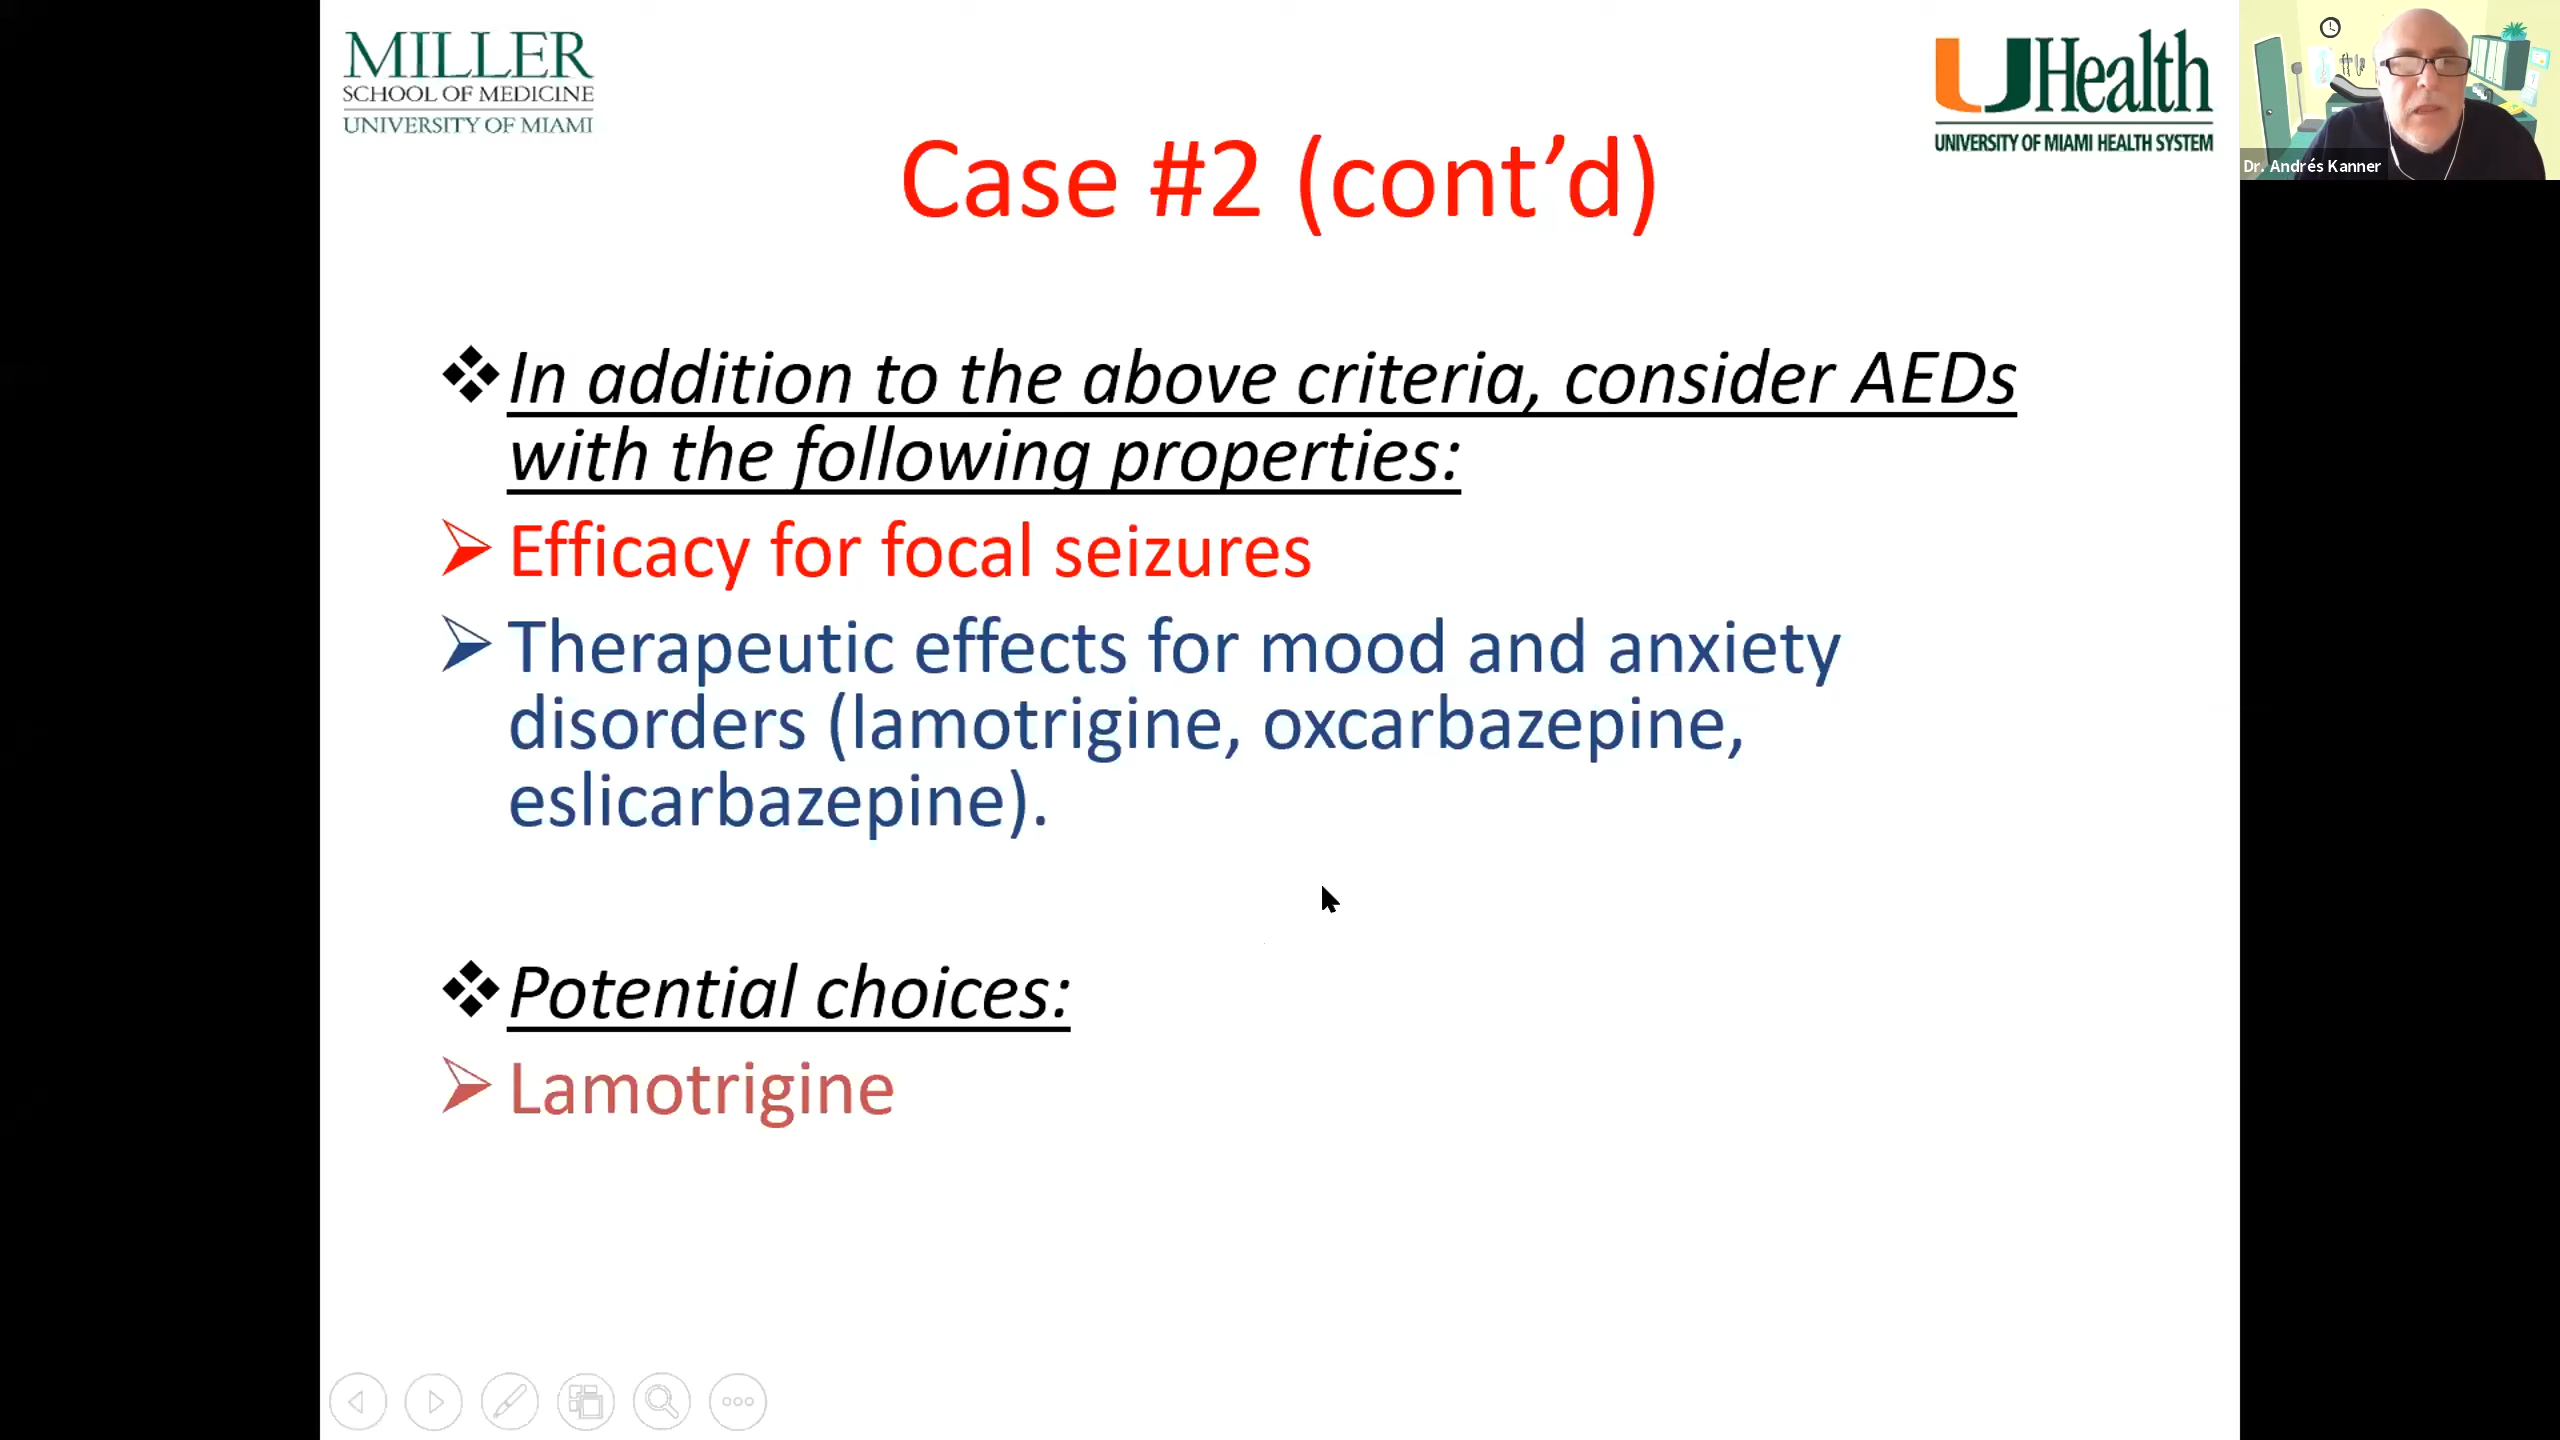 MILLER
SCHOOL OF MEDICINE
UNIVERSITY OF MIAMI
UHealth
UNIVERSITY OF MIAMI HEALTH SYSTEM
Dr. Andrés Kanner
Case #2 (cont’d)
In addition to the above criteria, consider AEDs
with the following properties:
Efficacy for focal seizures
Therapeutic effects for mood and anxiety
disorders (lamotrigine, oxcarbazepine,
eslicarbazepine).
Potential choices:
Lamotrigine